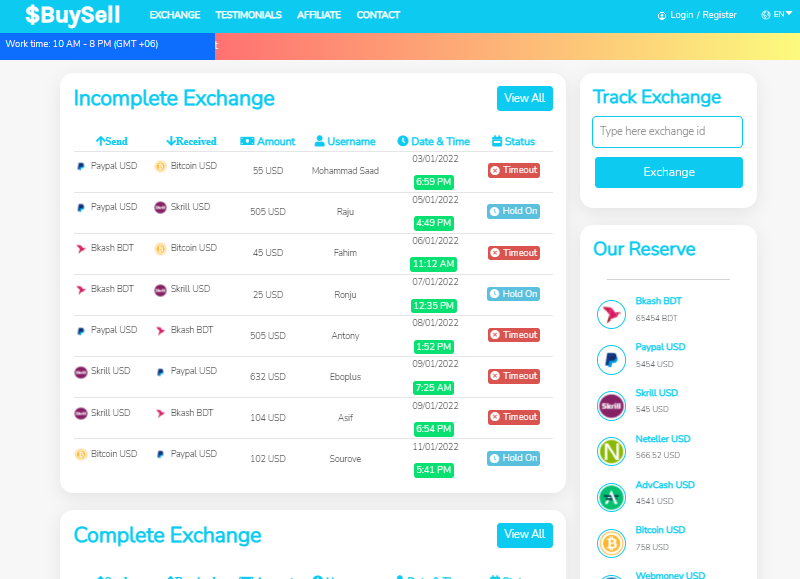 $BuySell EXCHANGE TESTIMONIALS AFFILIATE CONTACT Login / Register EN
Work time: 10 AM - 8 PM (GMT +06)
Incomplete Exchange View All
Send Received Amount Username Date & Time Status
Paypal USD Bitcoin USD 55 USD Mohammad Saad 03/01/2022 6:59 PM Timeout
Paypal USD Skrill USD 505 USD Raju 05/01/2022 4:49 PM Hold On
Bkash BDT Bitcoin USD 45 USD Fahim 06/01/2022 11:12 AM Timeout
Bkash BDT Skrill USD 25 USD Ronju 07/01/2022 12:35 PM Hold On
Paypal USD Bkash BDT 505 USD Antony 08/01/2022 1:52 PM Timeout
Skrill USD Paypal USD 632 USD Eboplus 09/01/2022 7:25 AM Timeout
Skrill USD Bkash BDT 104 USD Asif 09/01/2022 6:54 PM Timeout
Bitcoin USD Paypal USD 102 USD Sourove 11/01/2022 5:41 PM Hold On
Complete Exchange View All
Track Exchange
Type here exchange id
Exchange
Our Reserve
Bkash BDT
65454 BDT
Paypal USD
5454 USD
Skrill
Skrill USD
545 USD
Neteller USD
566.52 USD
AdvCash USD
4541 USD
Bitcoin USD
758 USD
Webmoney USD